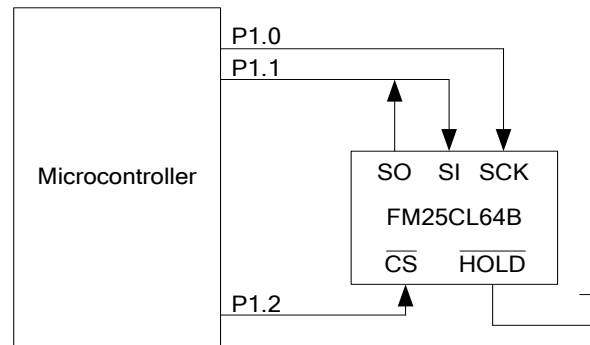 P1.0
P1.1
Microcontroller
SO SI SCK
FM25CL64B
CS HOLD
P1.2